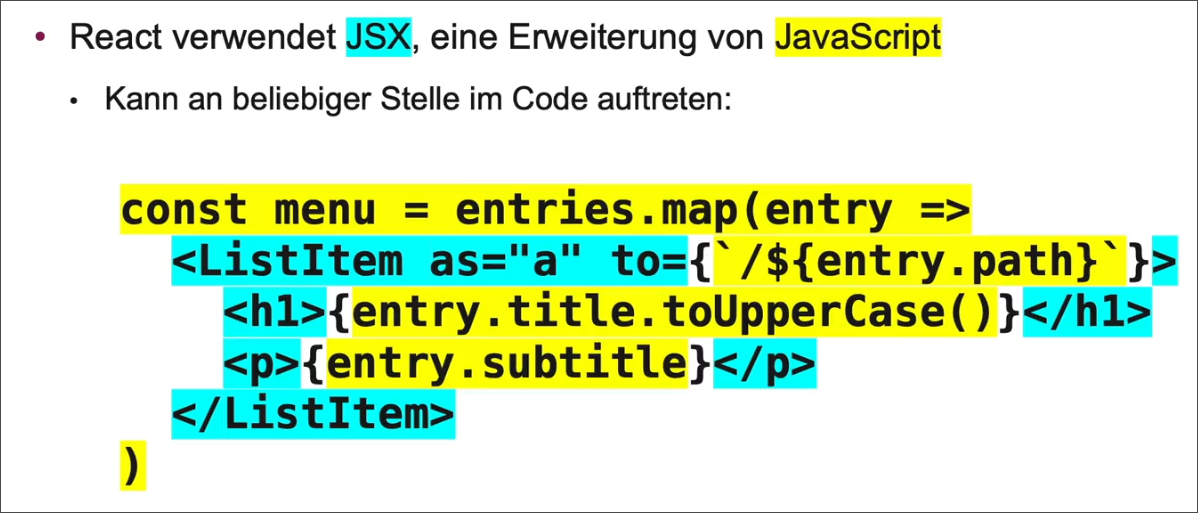 • React verwendet JSX, eine Erweiterung von JavaScript
• Kann an beliebiger Stelle im Code auftreten:
const menu = entries.map(entry =>
<ListItem as="a" to={`/${entry.path}`}>
<h1>{entry.title.toUpperCase()}</h1>
<p>{entry.subtitle}</p>
</ListItem>
)